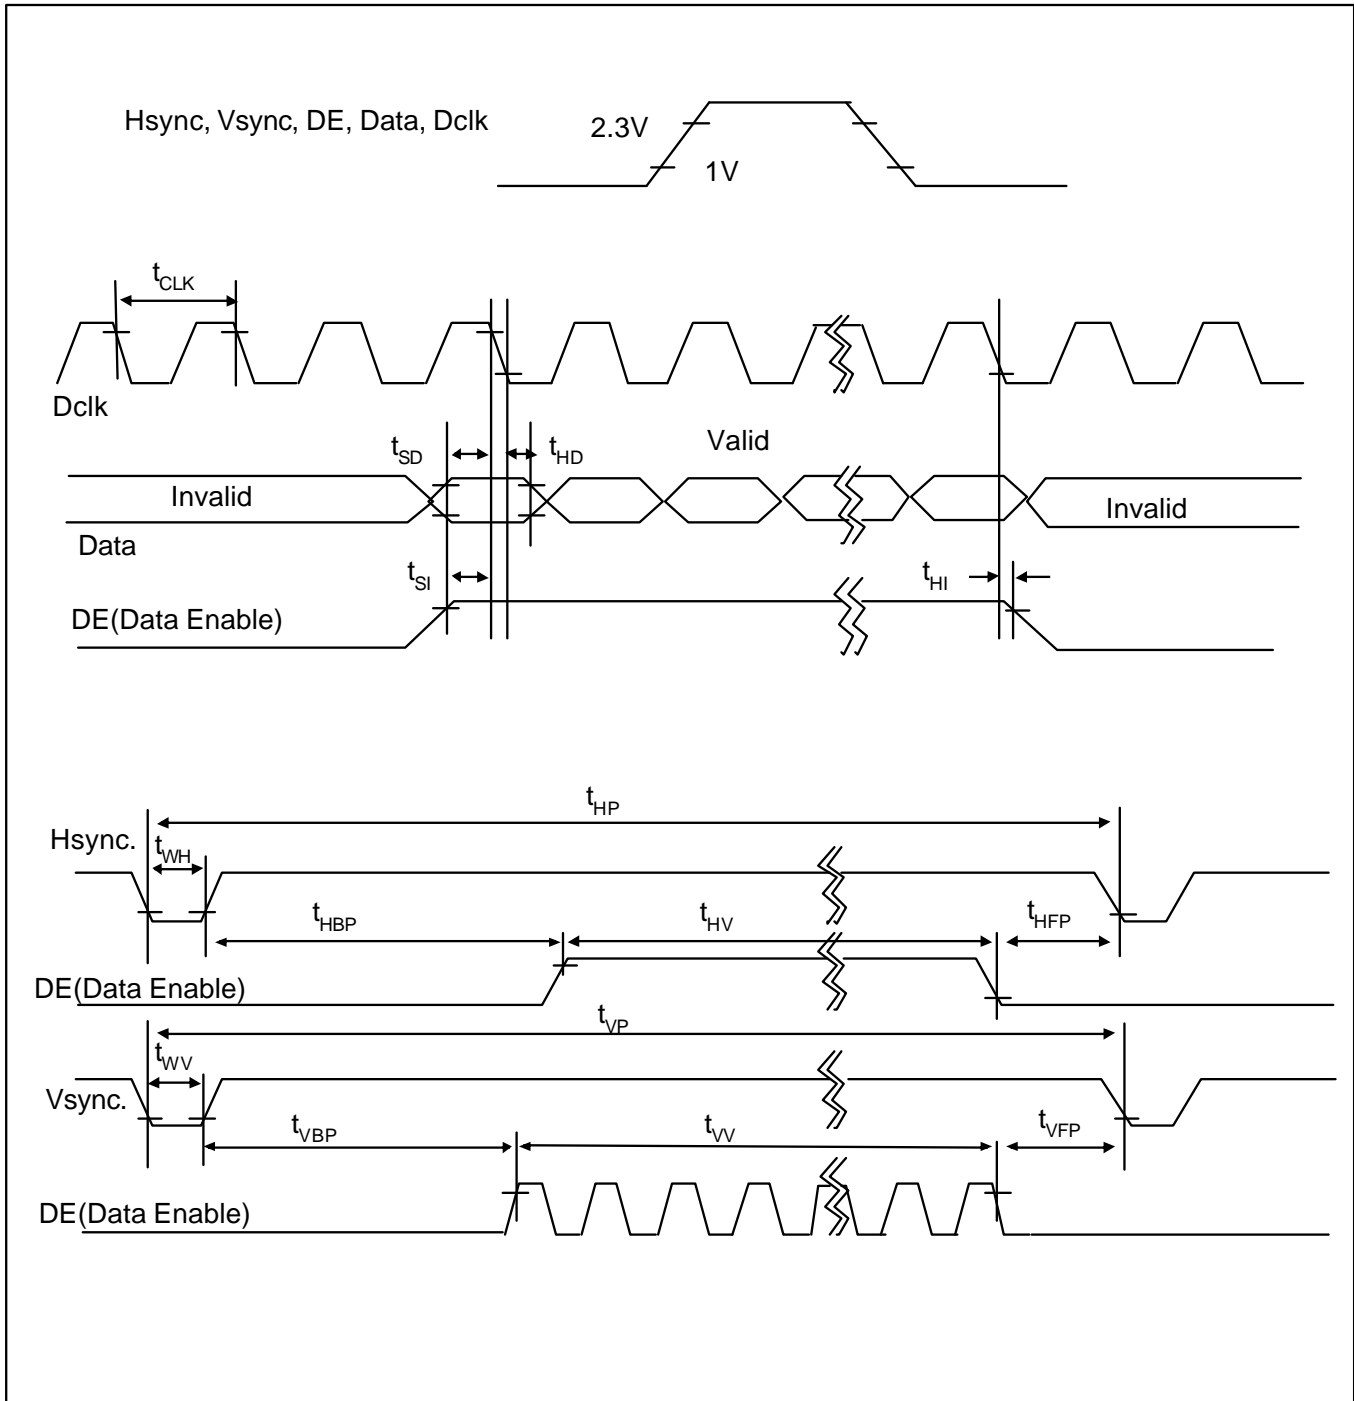 Hsync, Vsync, DE, Data, Dclk
2.3V
1V
tCLK
Dclk
tSD
tHD
Valid
Invalid
Invalid
Data
tSI
tHI
DE(Data Enable)
tHP
Hsync.
tWH
tHBP
tHV
tHFP
DE(Data Enable)
tVP
tWV
Vsync.
tVBP
tVV
tVFP
DE(Data Enable)